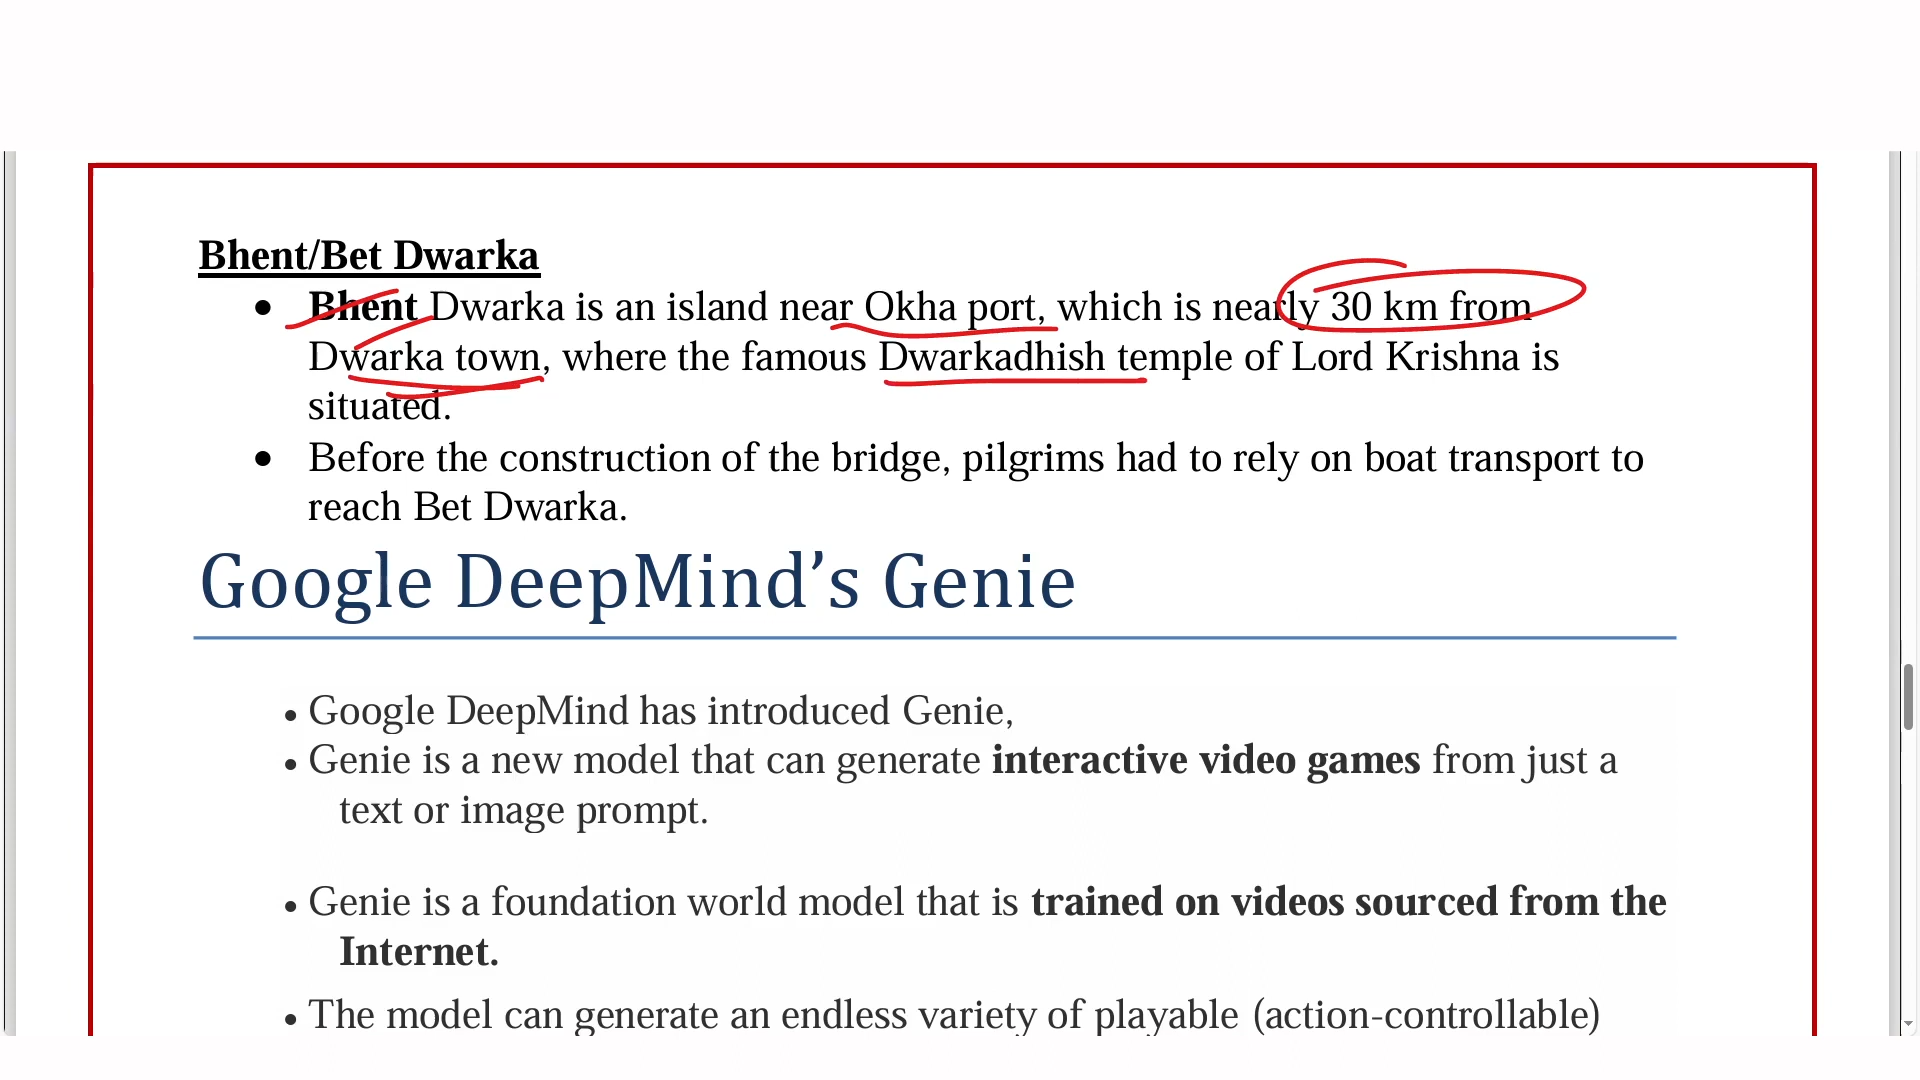 Bhent/Bet Dwarka
• Bhent Dwarka is an island near Okha port, which is nearly 30 km from
Dwarka town, where the famous Dwarkadhish temple of Lord Krishna is
situated.
• Before the construction of the bridge, pilgrims had to rely on boat transport to
reach Bet Dwarka.
Google DeepMind’s Genie
• Google DeepMind has introduced Genie,
• Genie is a new model that can generate interactive video games from just a
text or image prompt.
• Genie is a foundation world model that is trained on videos sourced from the
Internet.
• The model can generate an endless variety of playable (action-controllable)